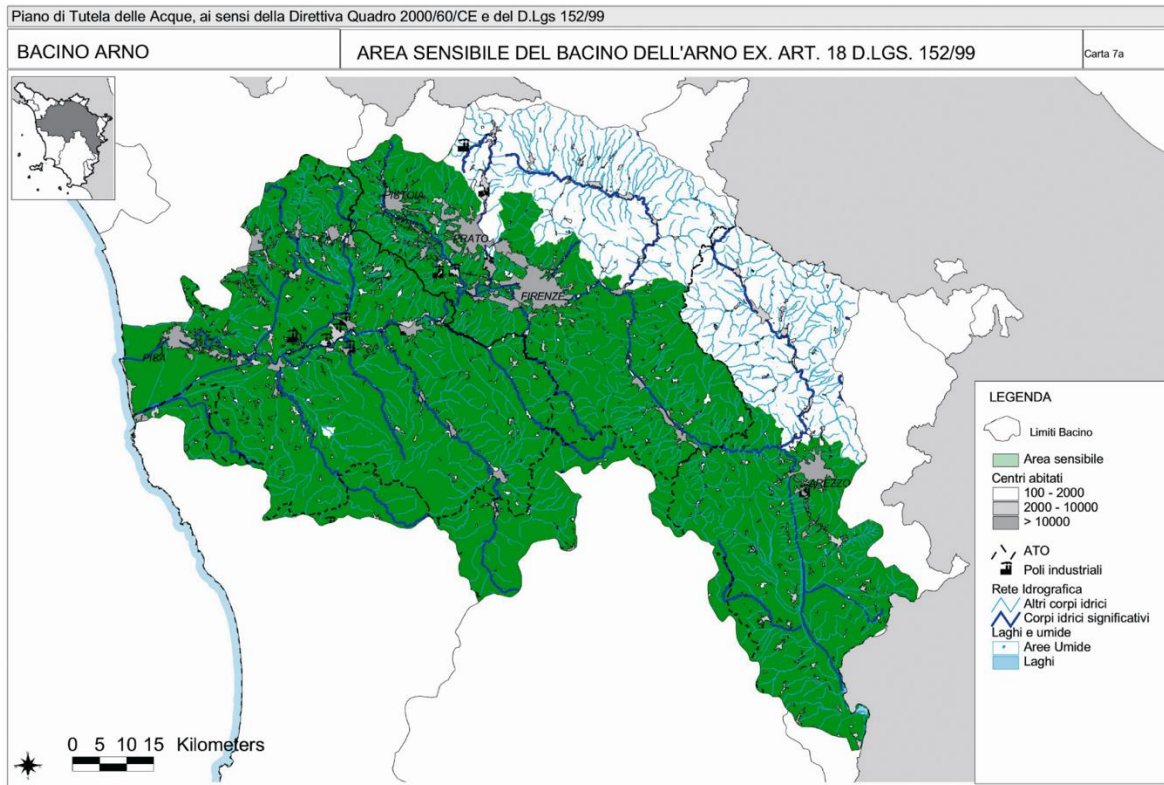 Piano di Tutela delle Acque, ai sensi della Direttiva Quadro 2000/60/CE e del D.Lgs 152/99
BACINO ARNO
AREA SENSIBILE DEL BACINO DELL'ARNO EX. ART. 18 D.LGS. 152/99
Carta 7a
PISTOIA
PRATO
FIRENZE
PISA
AREZZO
LEGENDA
Limiti Bacino
Area sensibile
Centri abitati
100 - 2000
2000 - 10000
> 10000
ATO
Poli industriali
Rete Idrografica
Altri corpi idrici
Corpi idrici significativi
Laghi e umide
Aree Umide
Laghi
0 5 10 15 Kilometers